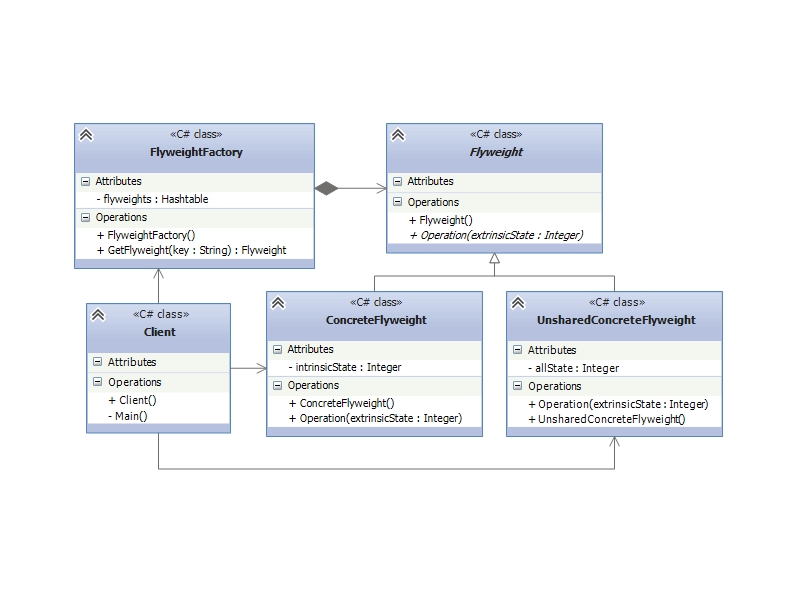 «C# class»
FlyweightFactory
Attributes
- flyweights : Hashtable
Operations
+ FlyweightFactory()
+ GetFlyweight(key : String) : Flyweight
«C# class»
Flyweight
Attributes
Operations
+ Flyweight()
+ Operation(extrinsicState : Integer)
«C# class»
Client
Attributes
Operations
+ Client()
- Main()
«C# class»
ConcreteFlyweight
Attributes
- intrinsicState : Integer
Operations
+ ConcreteFlyweight()
+ Operation(extrinsicState : Integer)
«C# class»
UnsharedConcreteFlyweight
Attributes
- allState : Integer
Operations
+ Operation(extrinsicState : Integer)
+ UnsharedConcreteFlyweight()